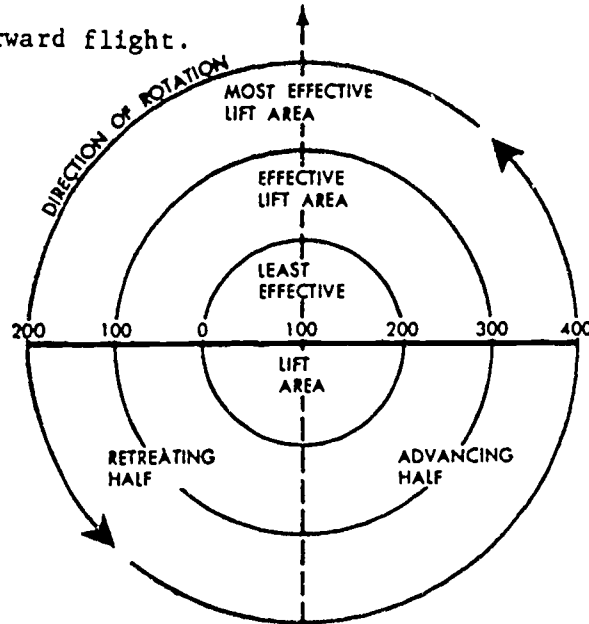 rward flight.
DIRECTION OF ROTATION
MOST EFFECTIVE
LIFT AREA
EFFECTIVE
LIFT AREA
LEAST
EFFECTIVE
200 100 0 100 200 300 400
LIFT
AREA
RETREATING
HALF
ADVANCING
HALF